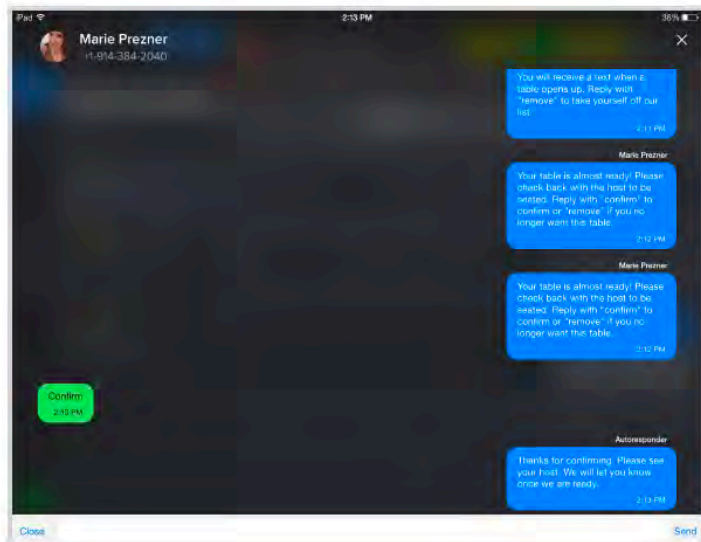 iPad
2:13 PM
36%
Marie Prezner
+1-914-384-2040
You will receive a text when a
table opens up. Reply with
"remove" to take yourself off our
list.
2:11 PM
Marie Prezner
Your table is almost ready! Please
check back with the host to be
seated. Reply with "confirm" to
confirm or "remove" if you no
longer want this table.
2:12 PM
Marie Prezner
Your table is almost ready! Please
check back with the host to be
seated. Reply with "confirm" to
confirm or "remove" if you no
longer want this table.
2:12 PM
Confirm
2:13 PM
Autoresponder
Thanks for confirming. Please see
your host. We will let you know
once we are ready.
2:13 PM
Close
Send